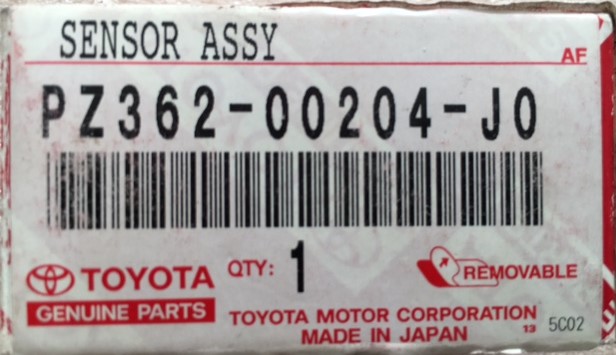 SENSOR ASSY
AF
PZ362-00204-J0
TOYOTA QTY: 1 REMOVABLE
GENUINE PARTS
TOYOTA MOTOR CORPORATION
MADE IN JAPAN 13 5C02